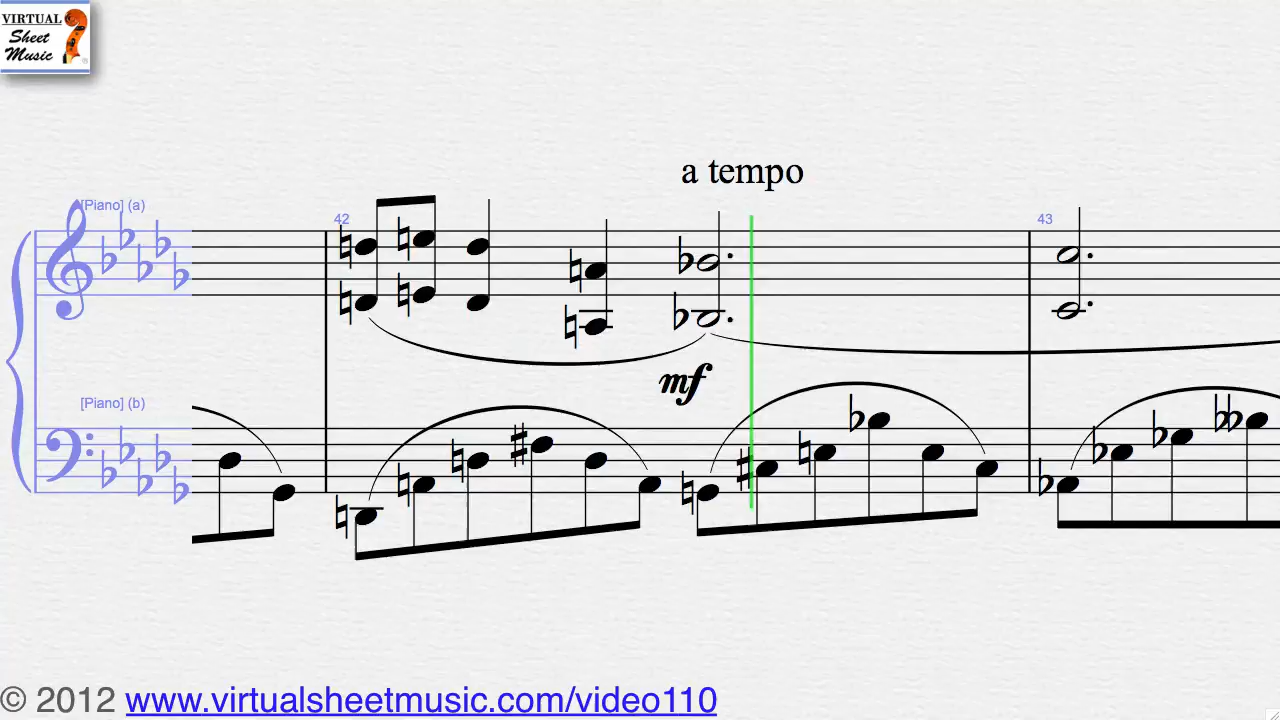 VIRTUAL
Sheet
Music
®
a tempo
[Piano] (a)
42
43
mf
[Piano] (b)
© 2012 www.virtualsheetmusic.com/video110